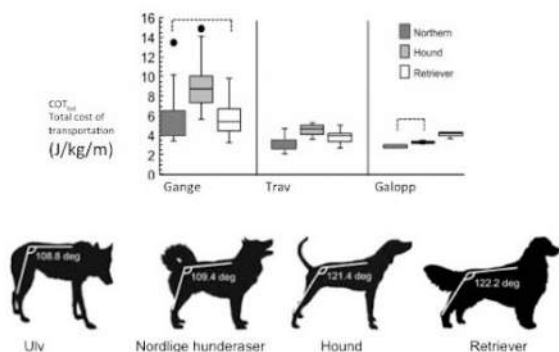 16
14
12
10
8
6
4
2
0
COT
Total cost of
transportation
(J/kg/m)
Gange
Trav
Galopp
Northern
Hound
Retriever
108.8 deg
109.4 deg
121.4 deg
122.2 deg
Ulv
Nordlige hunderaser
Hound
Retriever